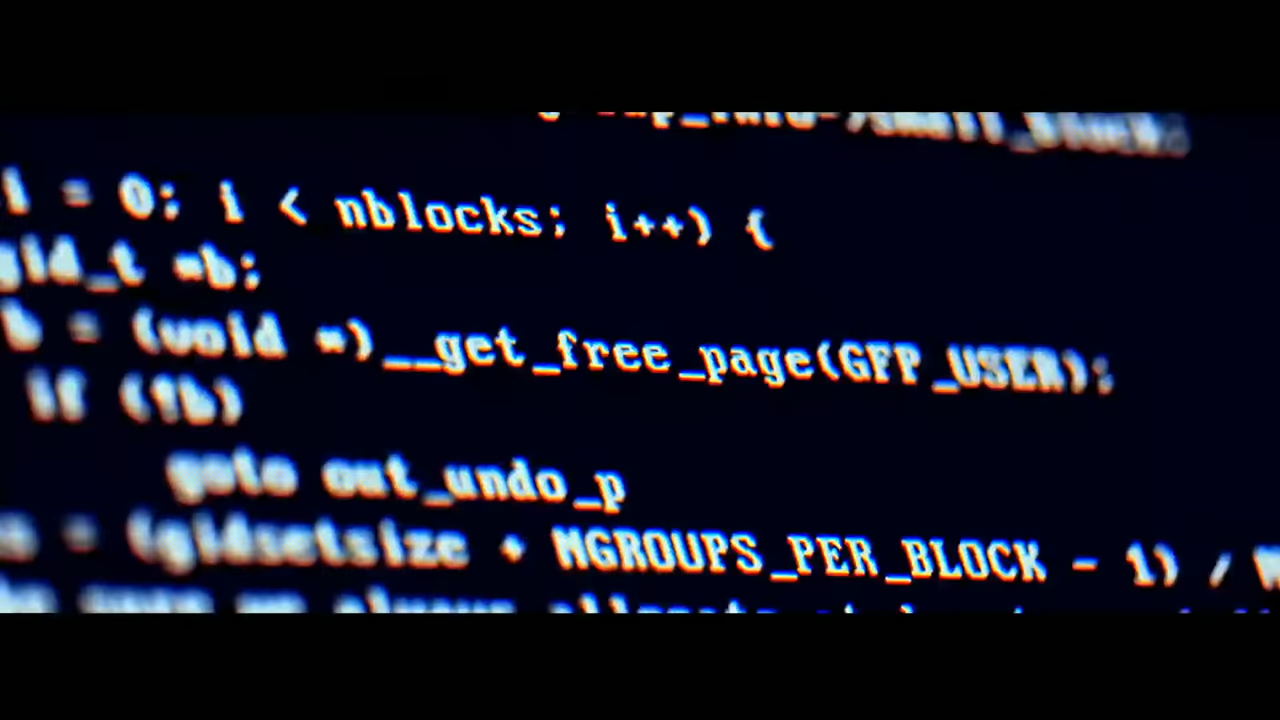 i = 0; i < nblocks; i++) {
gid_t *b;
b = (void *)__get_free_page(GFP_USER);
if (!b)
goto out_undo_p
= (gidsetsize + NGROUPS_PER_BLOCK - 1) /